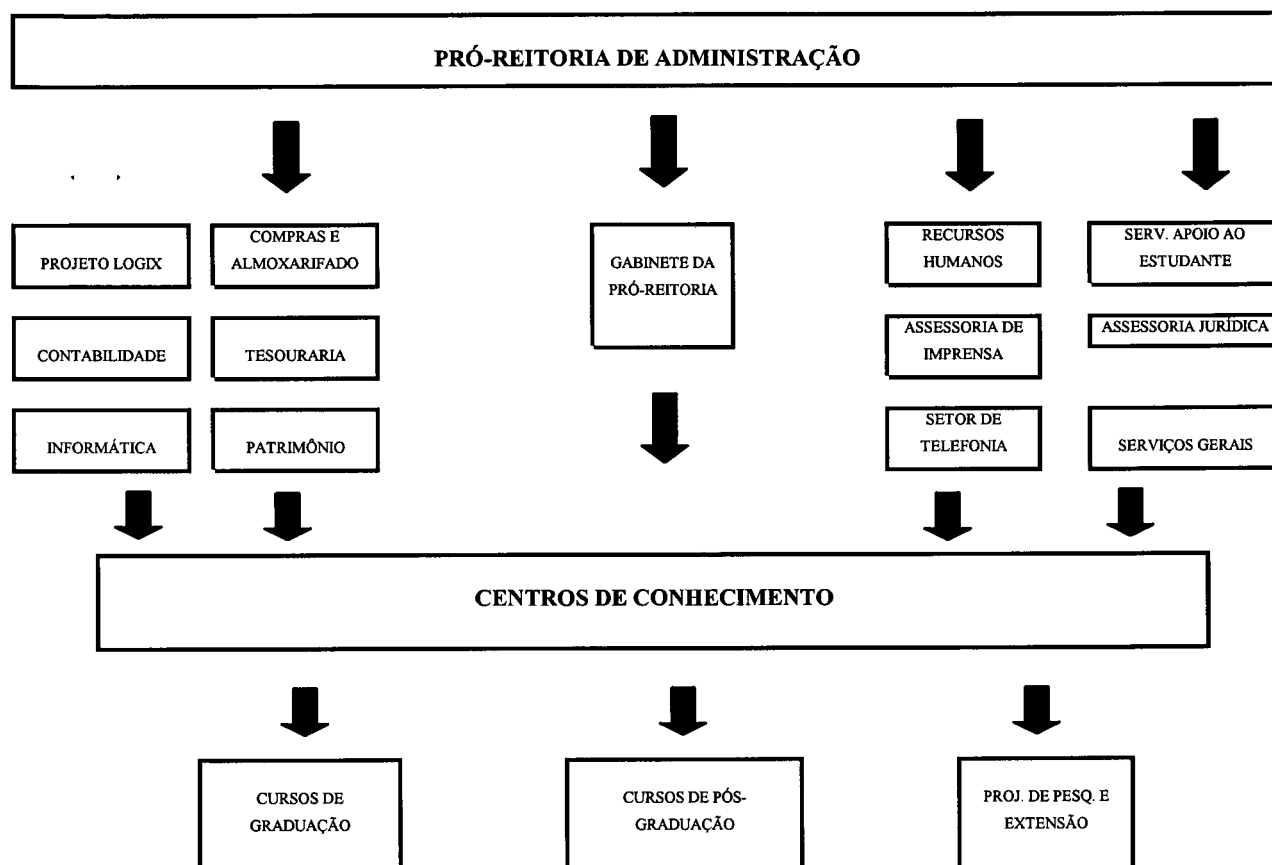 PRÓ-REITORIA DE ADMINISTRAÇÃO
PROJETO LOGIX
COMPRAS E
ALMOXARIFADO
GABINETE DA
PRÓ-REITORIA
RECURSOS
HUMANOS
SERV. APOIO AO
ESTUDANTE
CONTABILIDADE
TESOURARIA
ASSESSORIA DE
IMPRENSA
ASSESSORIA JURÍDICA
INFORMÁTICA
PATRIMÔNIO
SETOR DE
TELEFONIA
SERVIÇOS GERAIS
CENTROS DE CONHECIMENTO
CURSOS DE
GRADUAÇÃO
CURSOS DE PÓS-
GRADUAÇÃO
PROJ. DE PESQ. E
EXTENSÃO